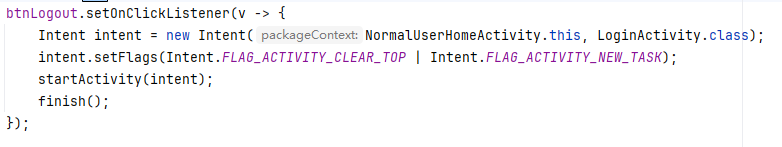 btnLogout.setOnClickListener(v -> {
    Intent intent = new Intent( packageContext: NormalUserHomeActivity.this, LoginActivity.class);
    intent.setFlags(Intent.FLAG_ACTIVITY_CLEAR_TOP | Intent.FLAG_ACTIVITY_NEW_TASK);
    startActivity(intent);
    finish();
});